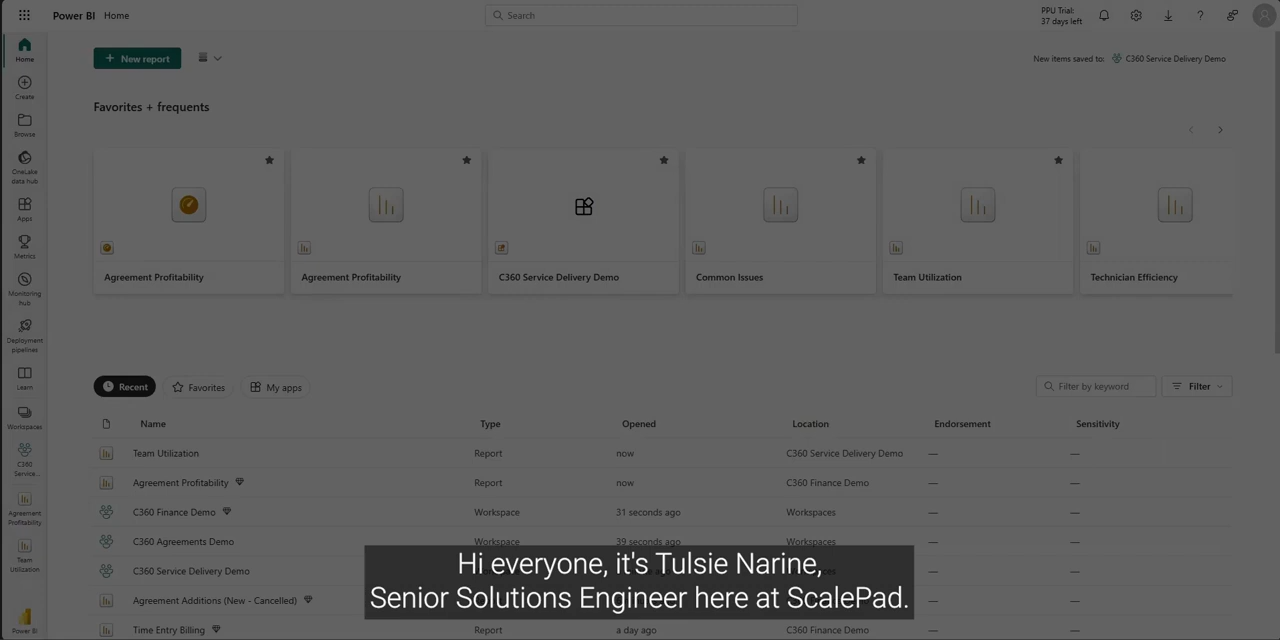 Power BI Home
Search
PPU Trial:
37 days left
Home
Create
Browse
OneLake
data hub
Apps
Metrics
Monitoring
hub
Deployment
pipelines
Learn
Workspaces
C360
Service...
Agreement
Profitability
Team
Utilization
Power BI
+ New report
New items saved to: C360 Service Delivery Demo
Favorites + frequents
Agreement Profitability
Agreement Profitability
C360 Service Delivery Demo
Common Issues
Team Utilization
Technician Efficiency
Recent Favorites My apps
Filter by keyword Filter
Name Type Opened Location Endorsement Sensitivity
Team Utilization Report now C360 Service Delivery Demo — —
Agreement Profitability Report now C360 Finance Demo — —
C360 Finance Demo Workspace 31 seconds ago Workspaces — —
C360 Agreements Demo Workspace 39 seconds ago Workspaces — —
C360 Service Delivery Demo — —
Agreement Additions (New - Cancelled) — —
Time Entry Billing Report a day ago C360 Finance Demo — —
Hi everyone, it's Tulsie Narine,
Senior Solutions Engineer here at ScalePad.